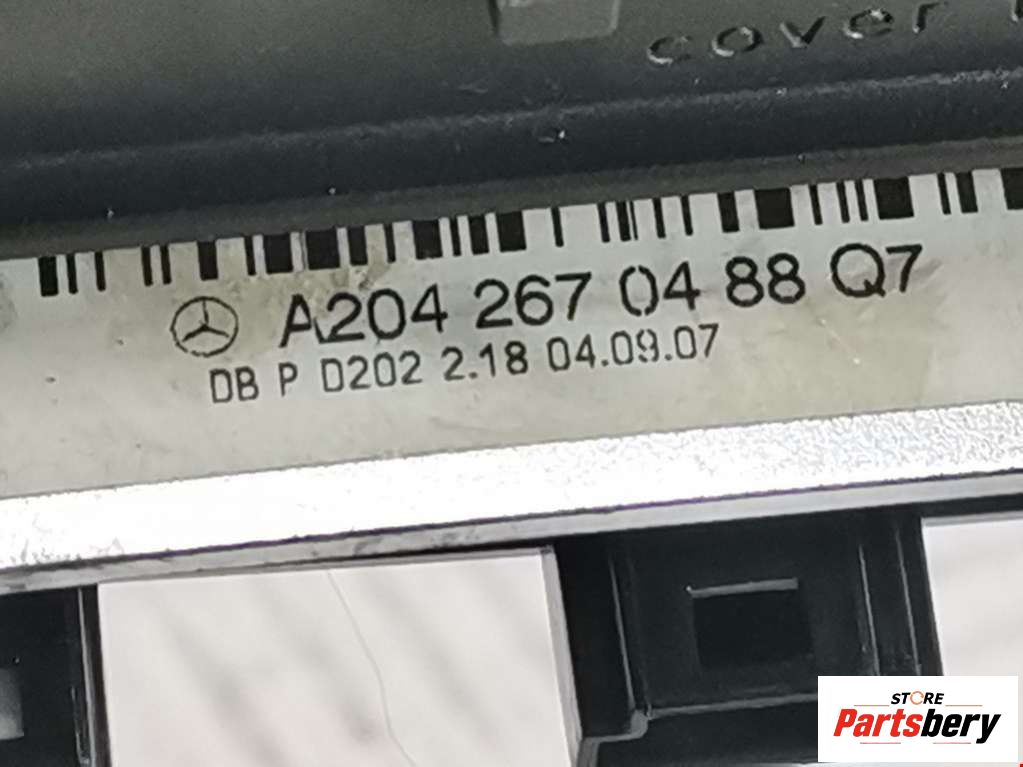 cover
A204 267 04 88 Q7
DB P D202 2.18 04.09.07
STORE
Partsbery